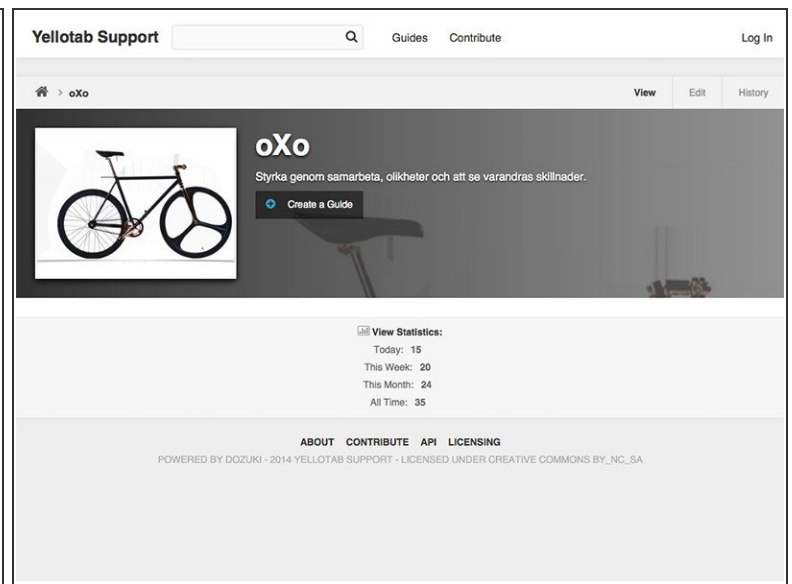 Yellotab Support
Guides Contribute
Log In
> oXo
View Edit History
oXo
Styrka genom samarbeta, olikheter och att se varandras skillnader.
Create a Guide
View Statistics:
Today: 15
This Week: 20
This Month: 24
All Time: 35
ABOUT CONTRIBUTE API LICENSING
POWERED BY DOZUKI - 2014 YELLOTAB SUPPORT - LICENSED UNDER CREATIVE COMMONS BY_NC_SA